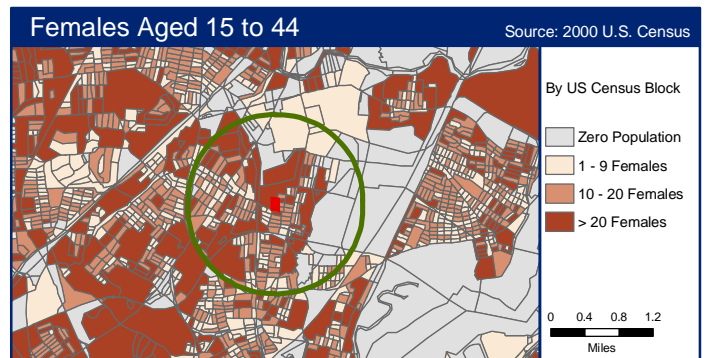 Females Aged 15 to 44
Source: 2000 U.S. Census
By US Census Block
Zero Population
1 - 9 Females
10 - 20 Females
> 20 Females
0 0.4 0.8 1.2
Miles